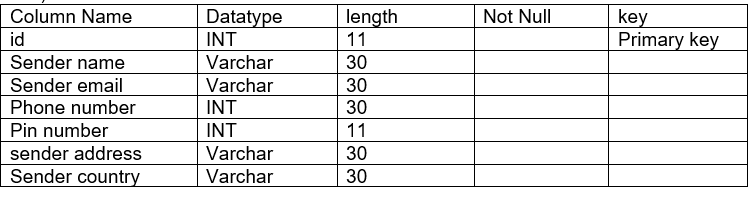 Column Name Datatype length Not Null key
id INT 11 Primary key
Sender name Varchar 30
Sender email Varchar 30
Phone number INT 30
Pin number INT 11
sender address Varchar 30
Sender country Varchar 30